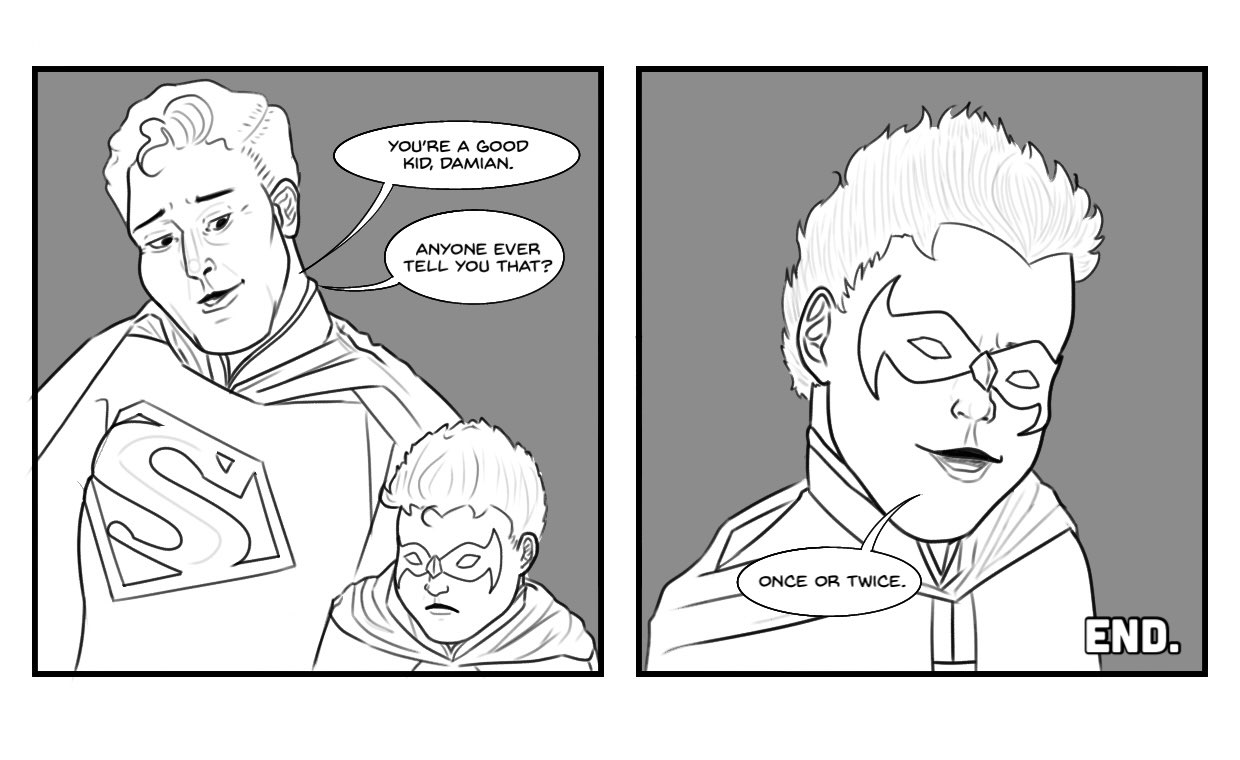 YOU'RE A GOOD
KID, DAMIAN.
ANYONE EVER
TELL YOU THAT?
S
ONCE OR TWICE.
END.